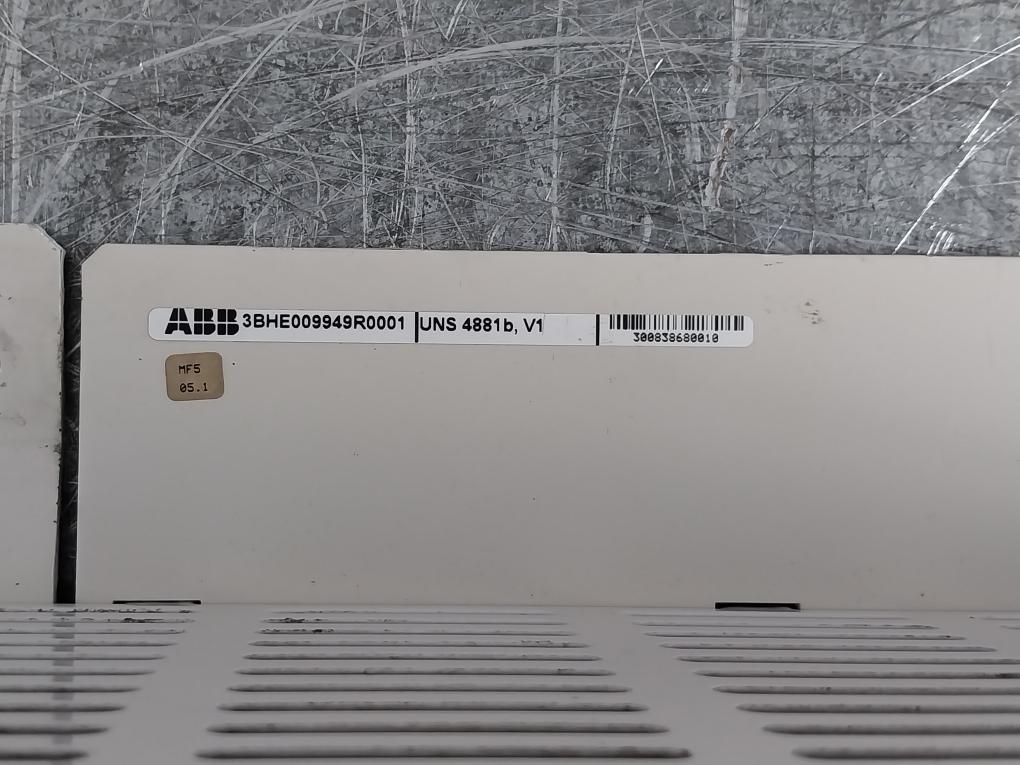 ABB 3BHE009949R0001 UNS 4881b, V1
300838680010
MF5
05.1